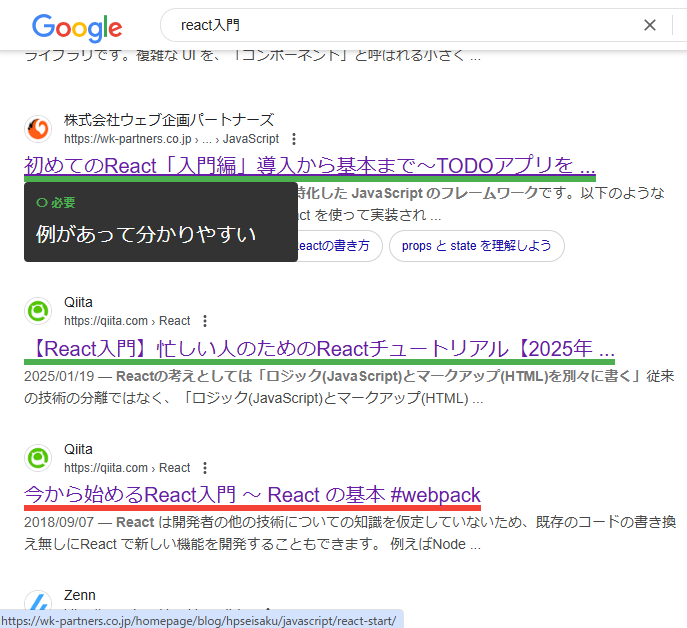 Google
react入門
ライブラリです。複雑な UI を、「コンポーネント」と呼ばれる小さく ...
株式会社ウェブ企画パートナーズ
https://wk-partners.co.jp › ... › JavaScript
初めてのReact「入門編」導入から基本まで～TODOアプリを ...
特化した JavaScript のフレームワークです。以下のような
○ 必要
例があって分かりやすい
ct を使って実装され ...
Reactの書き方
props と state を理解しよう
Qiita
https://qiita.com › React
【React入門】忙しい人のためのReactチュートリアル【2025年 ...
2025/01/19 — Reactの考えとしては「ロジック(JavaScript)とマークアップ(HTML)を別々に書く」従来
の技術の分離ではなく、「ロジック(JavaScript)とマークアップ(HTML) ...
Qiita
https://qiita.com › React
今から始めるReact入門 〜 React の基本 #webpack
2018/09/07 — React は開発者の他の技術についての知識を仮定していないため、既存のコードの書き換
え無しにReact で新しい機能を開発することもできます。 例えばNode ...
Zenn
https://wk-partners.co.jp/homepage/blog/hpseisaku/javascript/react-start/